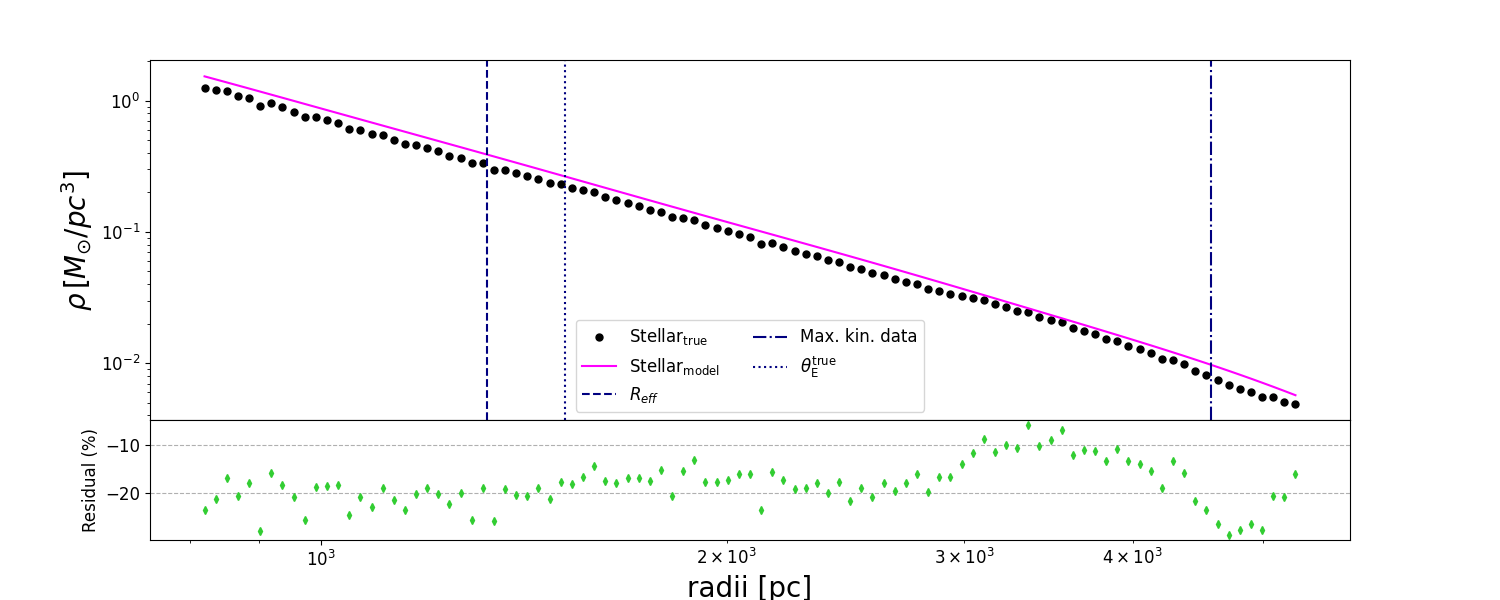 10⁰
10⁻¹
10⁻²
ρ [M⊙/pc³]
Stellar_true
Stellar_model
R_eff
Max. kin. data
θ_E^true
−10
−20
Residual (%)
10³
2 × 10³
3 × 10³
4 × 10³
radii [pc]